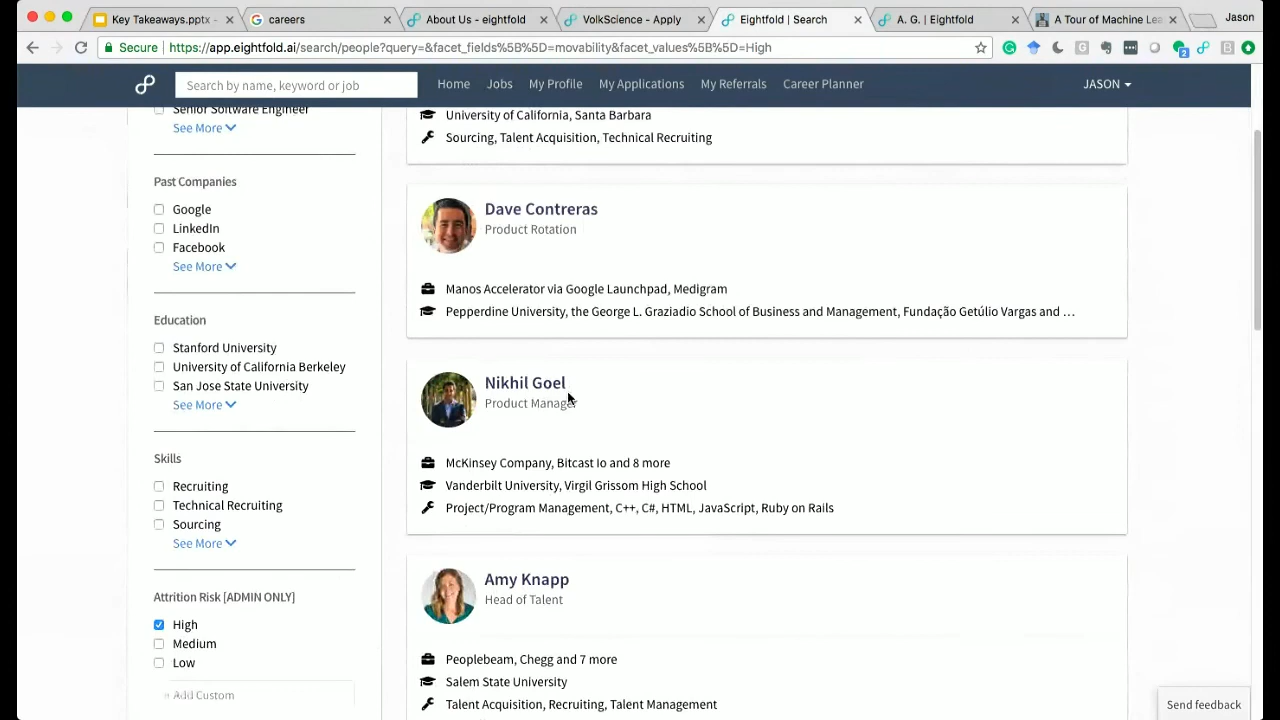 Key Takeaways.pptx -
careers
About Us - eightfold
VolkScience - Apply
Eightfold | Search
A. G. | Eightfold
A Tour of Machine Lea
Jason
Secure
https://app.eightfold.ai/search/people?query=&facet_fields%5B%5D=movability&facet_values%5B%5D=High
Search by name, keyword or job
Home
Jobs
My Profile
My Applications
My Referrals
Career Planner
JASON
Senior Software Engineer
See More
Past Companies
Google
LinkedIn
Facebook
See More
Education
Stanford University
University of California Berkeley
San Jose State University
See More
Skills
Recruiting
Technical Recruiting
Sourcing
See More
Attrition Risk [ADMIN ONLY]
High
Medium
Low
+ Add Custom
University of California, Santa Barbara
Sourcing, Talent Acquisition, Technical Recruiting
Dave Contreras
Product Rotation
Manos Accelerator via Google Launchpad, Medigram
Pepperdine University, the George L. Graziadio School of Business and Management, Fundação Getúlio Vargas and …
Nikhil Goel
Product Manager
McKinsey Company, Bitcast Io and 8 more
Vanderbilt University, Virgil Grissom High School
Project/Program Management, C++, C#, HTML, JavaScript, Ruby on Rails
Amy Knapp
Head of Talent
Peoplebeam, Chegg and 7 more
Salem State University
Talent Acquisition, Recruiting, Talent Management
Send feedback